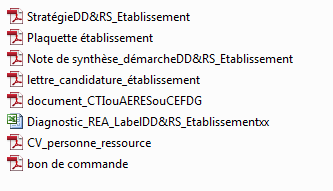 StratégieDD&RS_Etablissement
Plaquette établissement
Note de synthèse_démarcheDD&RS_Etablissement
lettre_candidature_établissement
document_CTIouAERESouCEFDG
Diagnostic_REA_LabelDD&RS_Etablissementxx
CV_personne_ressource
bon de commande